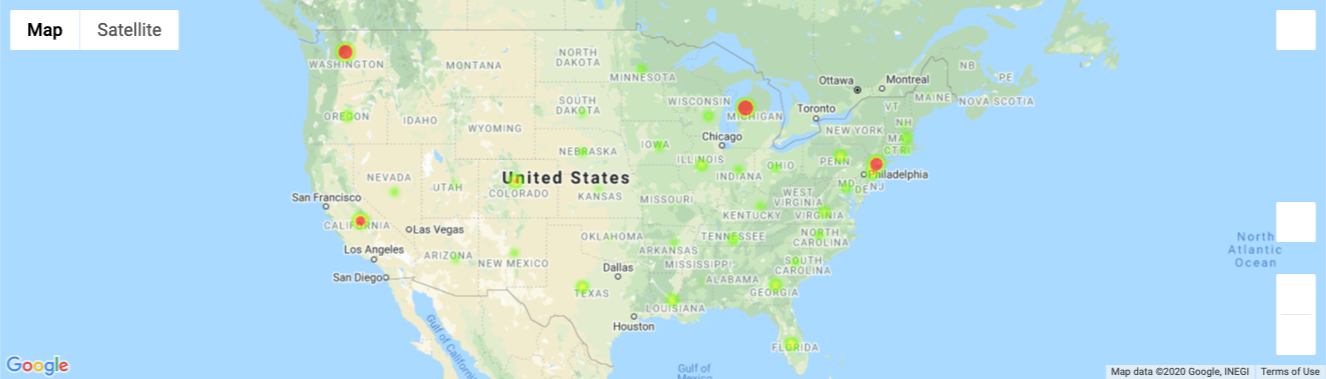 Map
Satellite
WASHINGTON
MONTANA
NORTH
DAKOTA
MINNESOTA
Ottawa
Montreal
NB
PE
NOVA SCOTIA
MAINE
VT
NH
OREGON
IDAHO
SOUTH
DAKOTA
WISCONSIN
MICHIGAN
Toronto
NEW YORK
MA
CT
RI
WYOMING
Chicago
IOWA
NEBRASKA
ILLINOIS
INDIANA
OHIO
PENN
Philadelphia
MD
DE
NJ
NEVADA
UTAH
COLORADO
United States
KANSAS
MISSOURI
WEST
VIRGINIA
KENTUCKY
VIRGINIA
San Francisco
CALIFORNIA
Las Vegas
Los Angeles
ARIZONA
NEW MEXICO
OKLAHOMA
ARKANSAS
TENNESSEE
NORTH
CAROLINA
MISSISSIPPI
SOUTH
CAROLINA
San Diego
Dallas
ALABAMA
GEORGIA
TEXAS
LOUISIANA
Houston
FLORIDA
North
Atlantic
Ocean
Gulf of California
Gulf of
Mexico
Google
Map data ©2020 Google, INEGI
Terms of Use